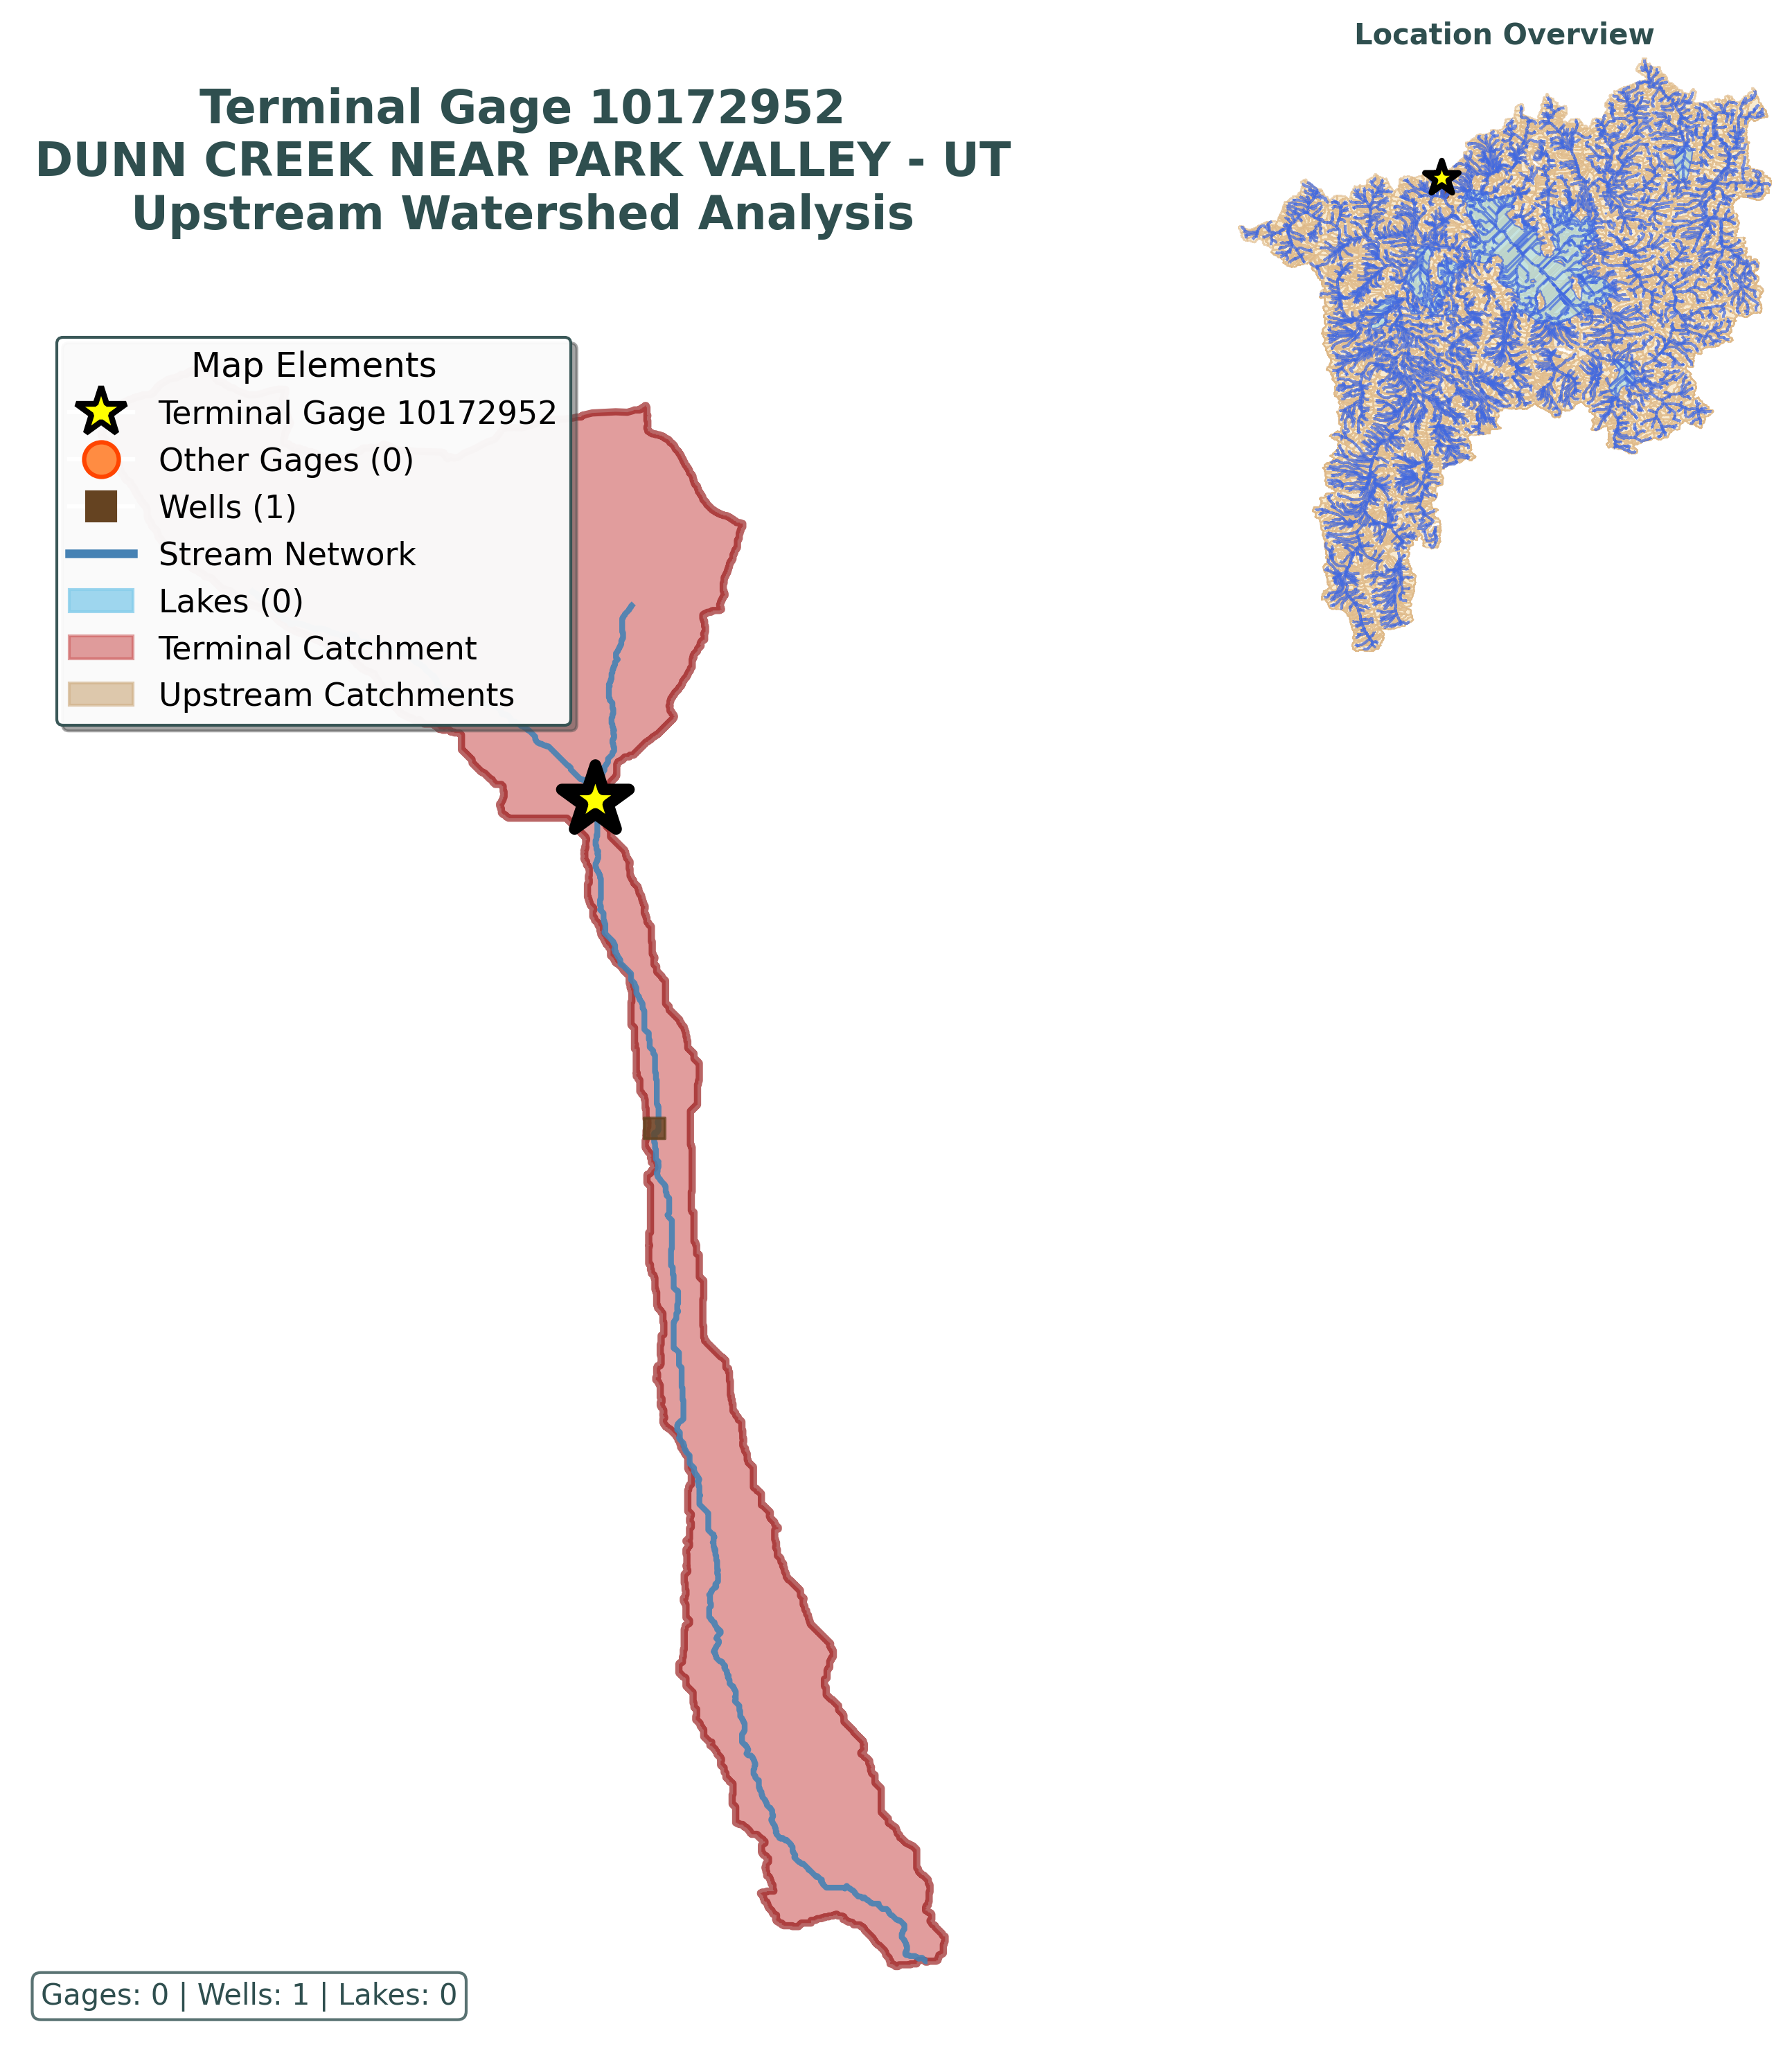 Location Overview
Terminal Gage 10172952
DUNN CREEK NEAR PARK VALLEY - UT
Upstream Watershed Analysis
Map Elements
Terminal Gage 10172952
Other Gages (0)
Wells (1)
Stream Network
Lakes (0)
Terminal Catchment
Upstream Catchments
Gages: 0 | Wells: 1 | Lakes: 0